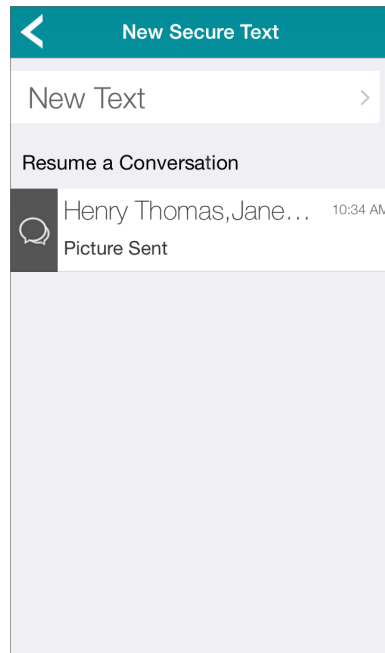 New Secure Text
New Text
Resume a Conversation
Henry Thomas,Jane... 10:34 AM
Picture Sent